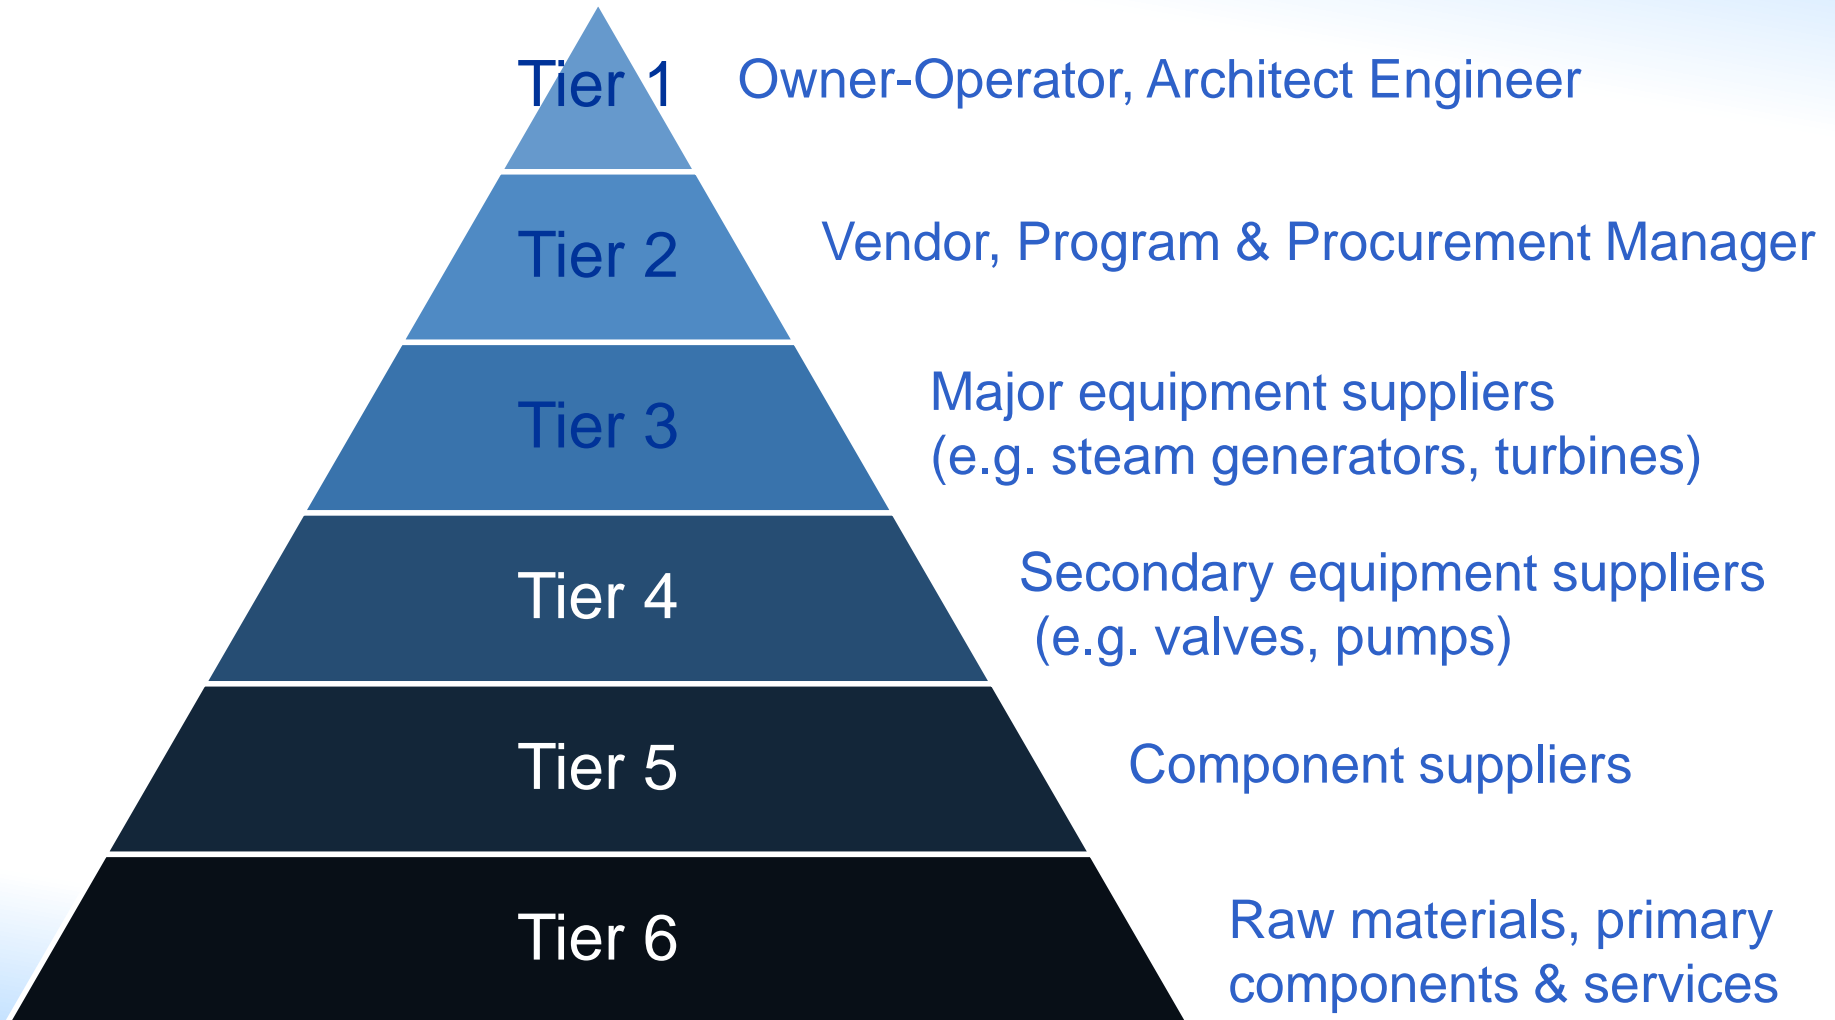 Tier 1 Owner-Operator, Architect Engineer
Tier 2 Vendor, Program & Procurement Manager
Tier 3
Major equipment suppliers
(e.g. steam generators, turbines)
Tier 4
Secondary equipment suppliers
(e.g. valves, pumps)
Tier 5 Component suppliers
Tier 6
Raw materials, primary
components & services